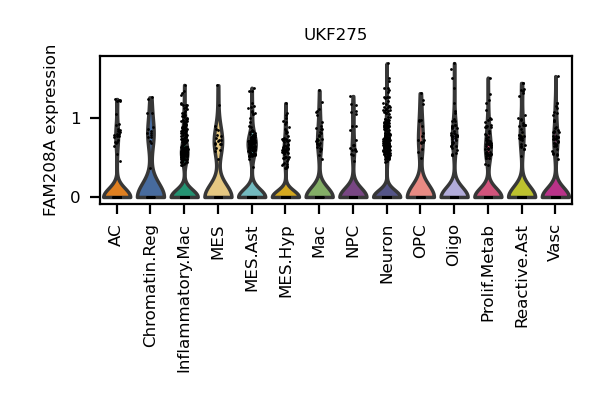 UKF275
FAM208A expression
1
0
AC
Chromatin.Reg
Inflammatory.Mac
MES
MES.Ast
MES.Hyp
Mac
NPC
Neuron
OPC
Oligo
Prolif.Metab
Reactive.Ast
Vasc